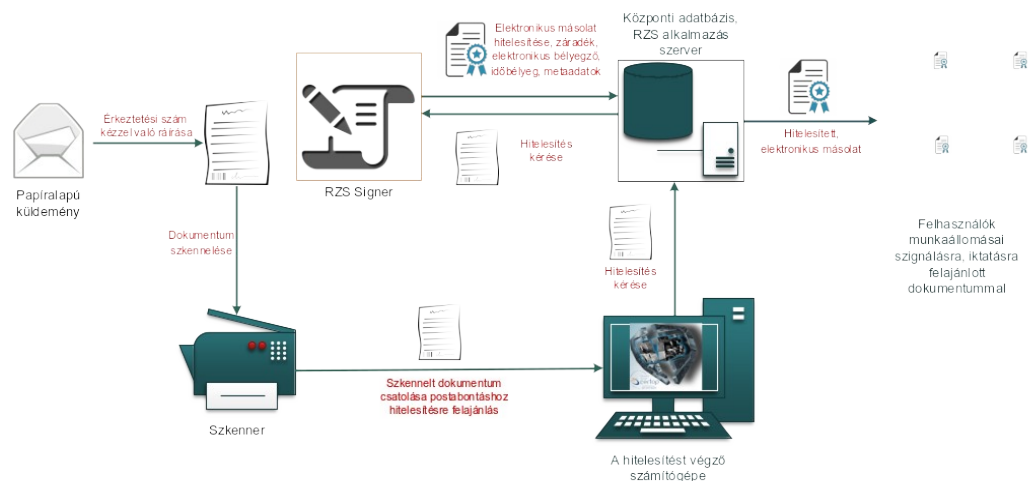 Elektronikus másolat
hitelesítése, záradék,
elektronikus bélyegző,
időbélyeg, metaadatok
Központi adatbázis,
RZS alkalmazás
szerver
Érkeztetési szám
kézzel való ráírása
Hitelesítés
kérése
Hitelesített,
elektronikus másolat
Papíralapú
küldemény
RZS Signer
Dokumentum
szkennelése
Hitelesítés
kérése
Felhasználók
munkaállomásai
szignálásra, iktatásra
felajánlott
dokumentummal
Szkennelt dokumentum
csatolása postabontáshoz
hitelesítésre felajánlás
Szkenner
A hitelesítést végző
számítógépe